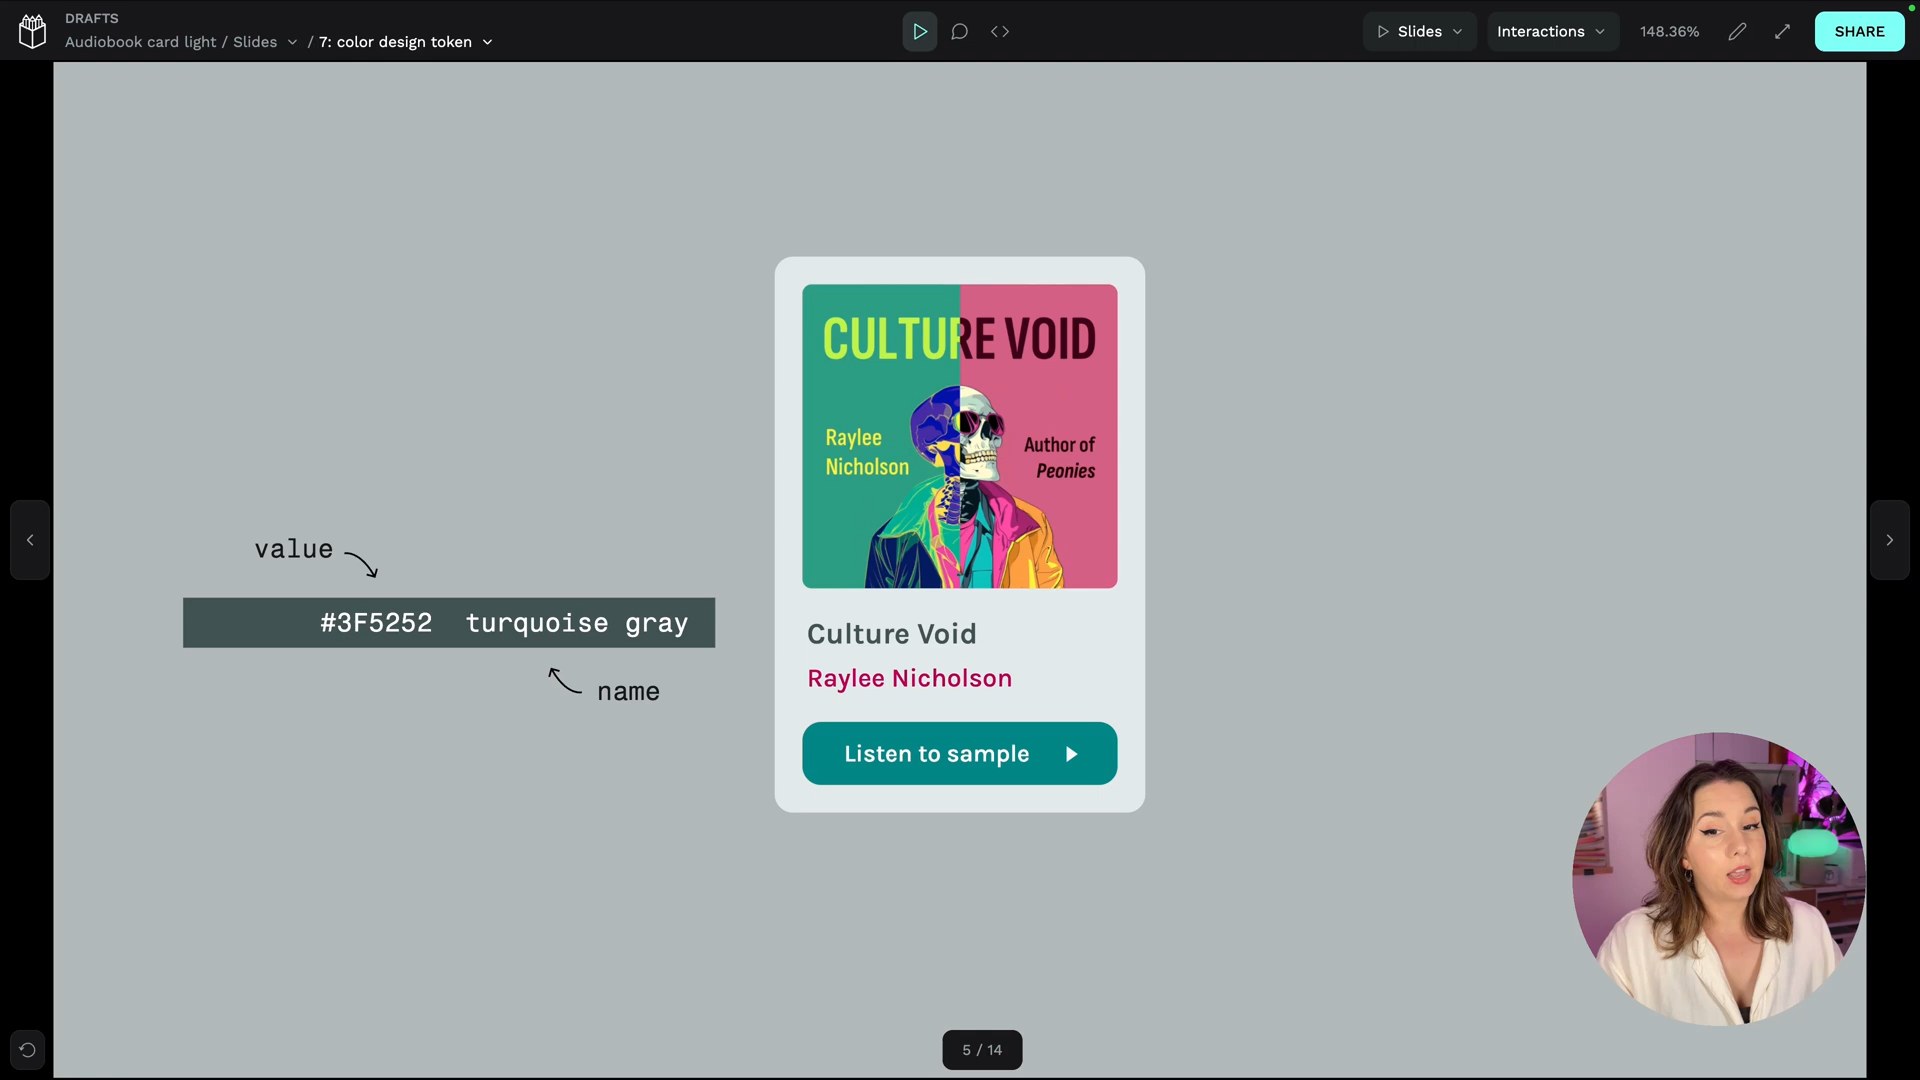 DRAFTS
Audiobook card light / Slides / 7: color design token
Slides
Interactions
148.36%
SHARE
CULTURE VOID
Raylee
Nicholson
Author of
Peonies
value
#3F5252 turquoise gray
name
Culture Void
Raylee Nicholson
Listen to sample
5 / 14